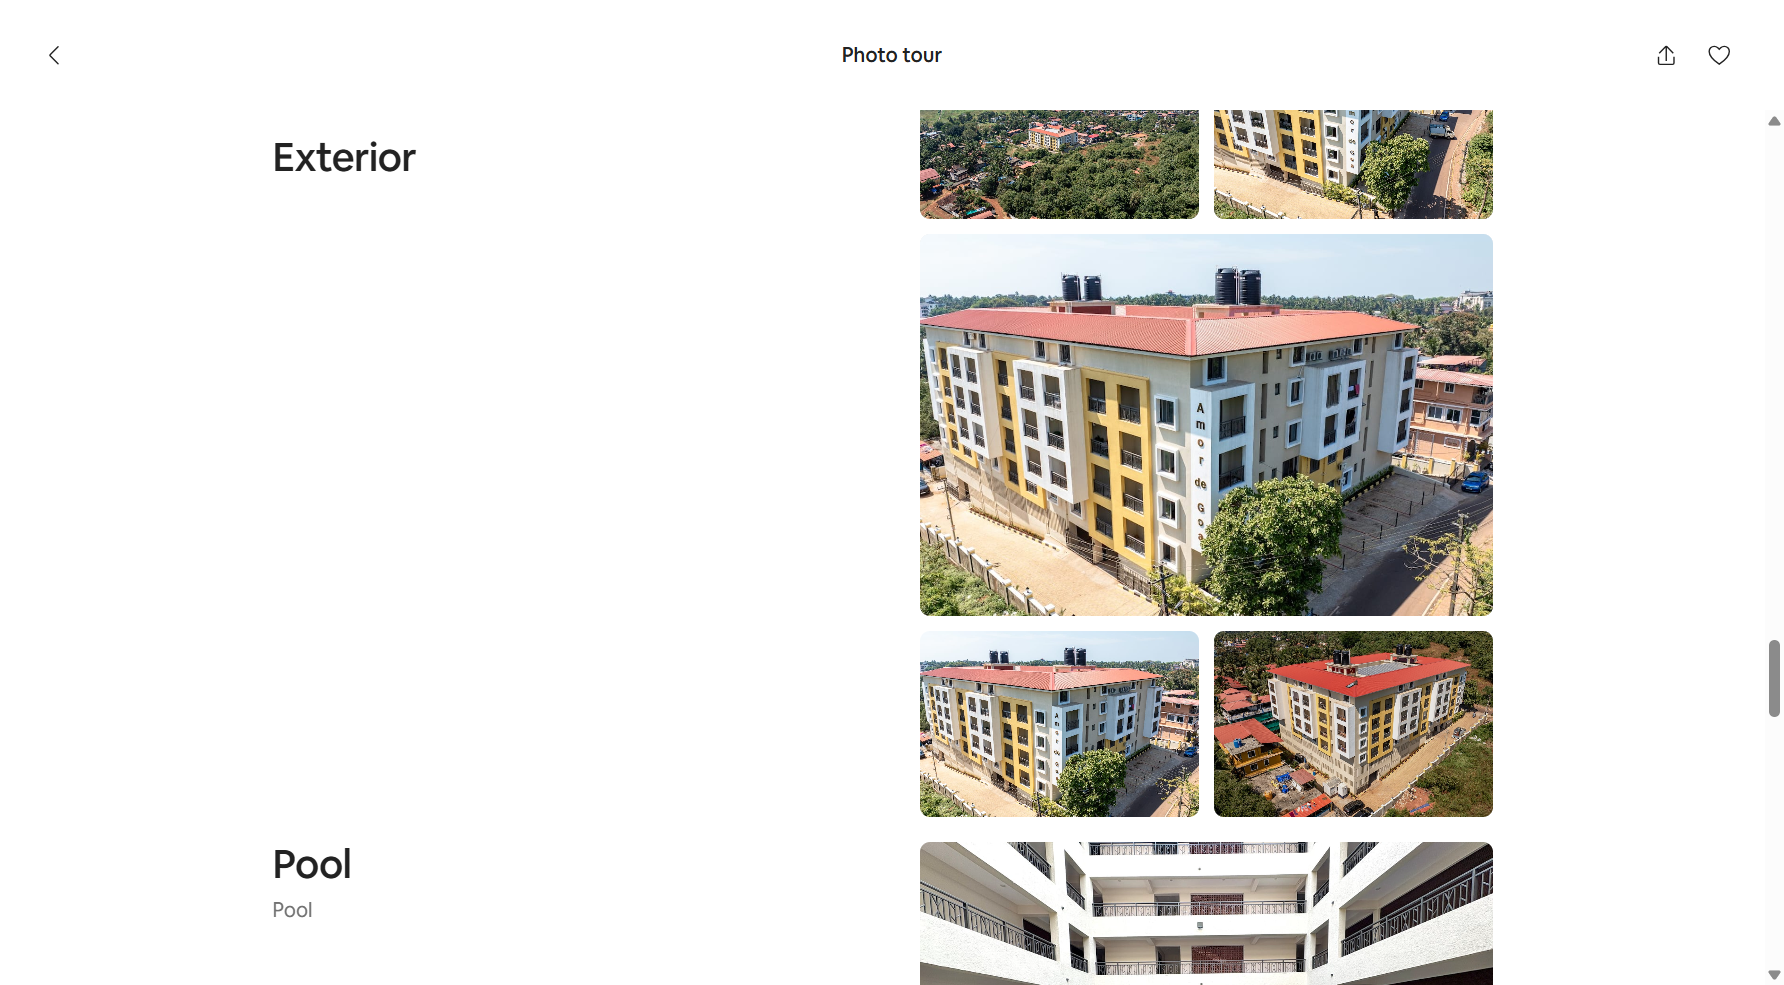 Photo tour
Exterior
Amor de Goa
Pool
Pool